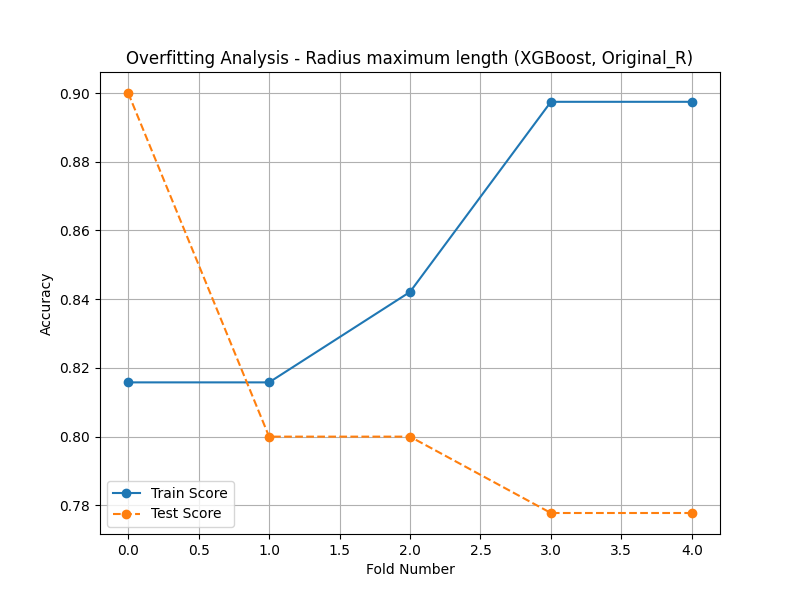 Overfitting Analysis - Radius maximum length (XGBoost, Original_R)
Accuracy
0.90
0.88
0.86
0.84
0.82
0.80
0.78
Train Score
Test Score
0.0 0.5 1.0 1.5 2.0 2.5 3.0 3.5 4.0
Fold Number